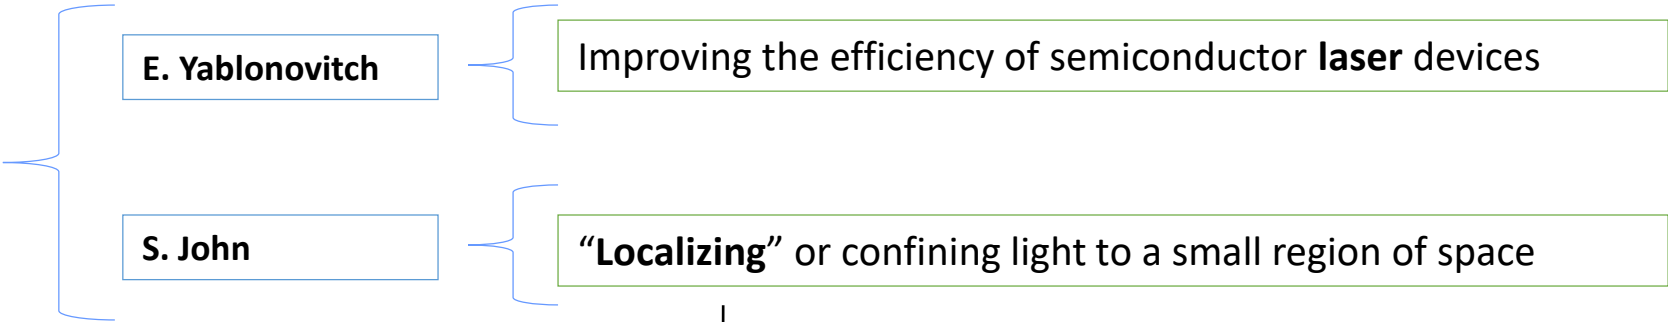 E. Yablonovitch
Improving the efficiency of semiconductor laser devices
S. John
“Localizing” or confining light to a small region of space